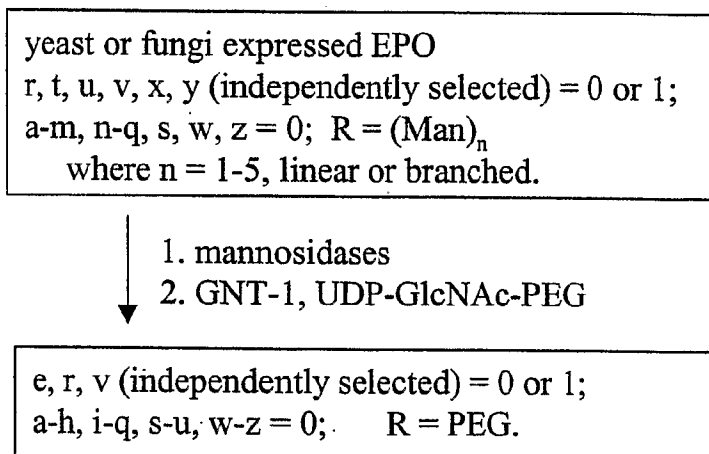 yeast or fungi expressed EPO
r, t, u, v, x, y (independently selected) = 0 or 1;
a-m, n-q, s, w, z = 0; R = (Man)n
where n = 1-5, linear or branched.
1. mannosidases
2. GNT-1, UDP-GlcNAc-PEG
e, r, v (independently selected) = 0 or 1;
a-h, i-q, s-u, w-z = 0; R = PEG.